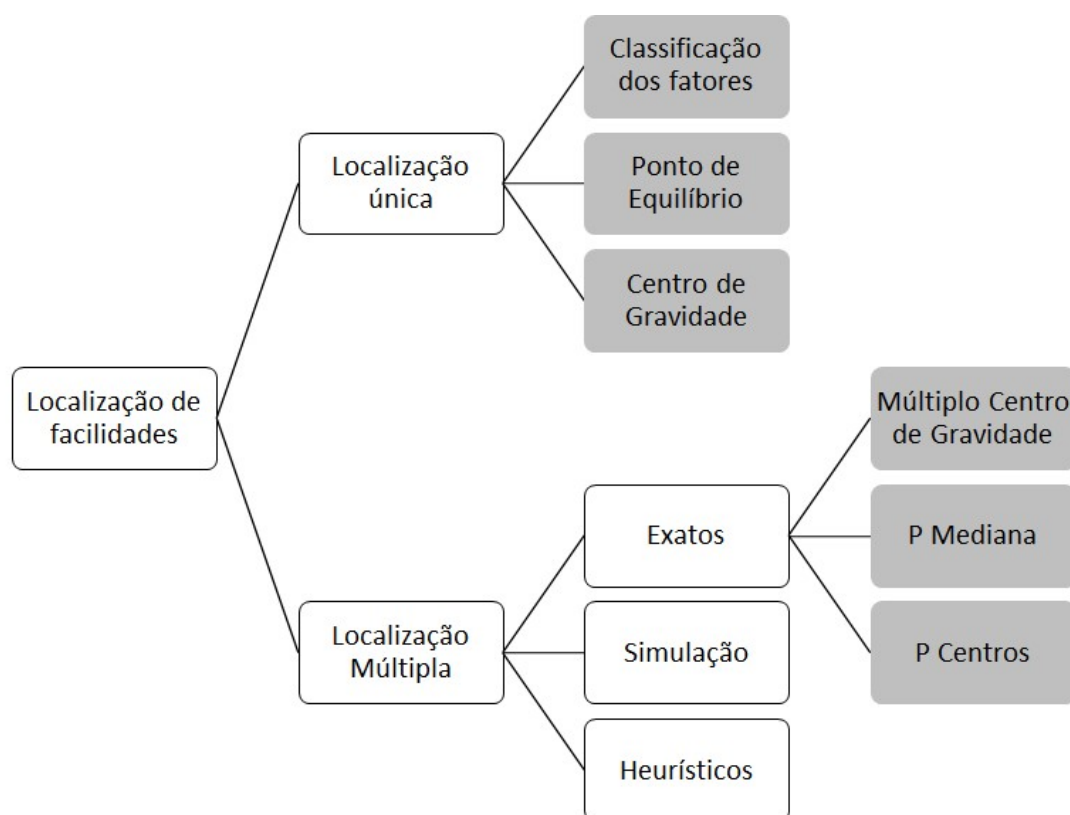 Classificação
dos fatores
Localização
única
Ponto de
Equilíbrio
Centro de
Gravidade
Localização de
facilidades
Múltiplo Centro
de Gravidade
Exatos
P Mediana
Localização
Múltipla
Simulação
P Centros
Heurísticos